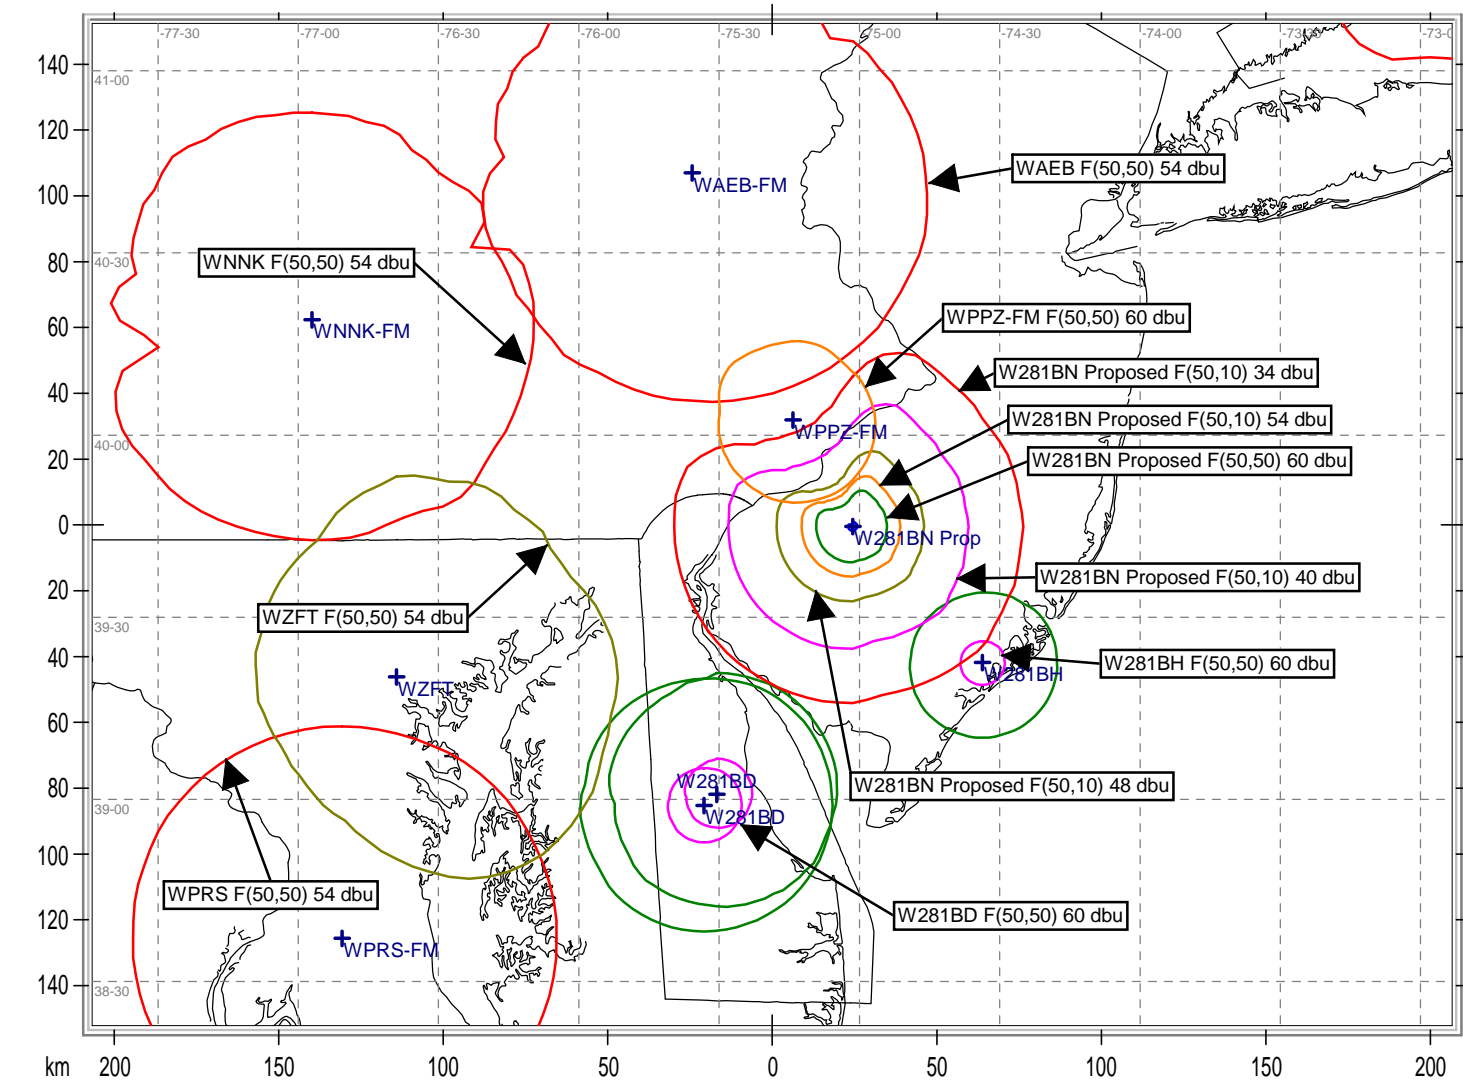 -77-30 -77-00 -76-30 -76-00 -75-30 -75-00 -74-30 -74-00 -73-30 -73-0
140
41-00
120
WAEB F(50,50) 54 dbu
WAEB-FM
100
80
40-30
WNNK F(50,50) 54 dbu
60
WNNK-FM
WPPZ-FM F(50,50) 60 dbu
W281BN Proposed F(50,10) 34 dbu
40
W281BN Proposed F(50,10) 54 dbu
40-00
WPPZ-FM
20
W281BN Proposed F(50,50) 60 dbu
0
W281BN Prop
W281BN Proposed F(50,10) 40 dbu
20
WZFT F(50,50) 54 dbu
39-30
40
W281BH F(50,50) 60 dbu
W281BH
WZFT
60
80
W281BD
W281BN Proposed F(50,10) 48 dbu
39-00
W281BD
100
WPRS F(50,50) 54 dbu
W281BD F(50,50) 60 dbu
120
WPRS-FM
140
38-30
km 200 150 100 50 0 50 100 150 200